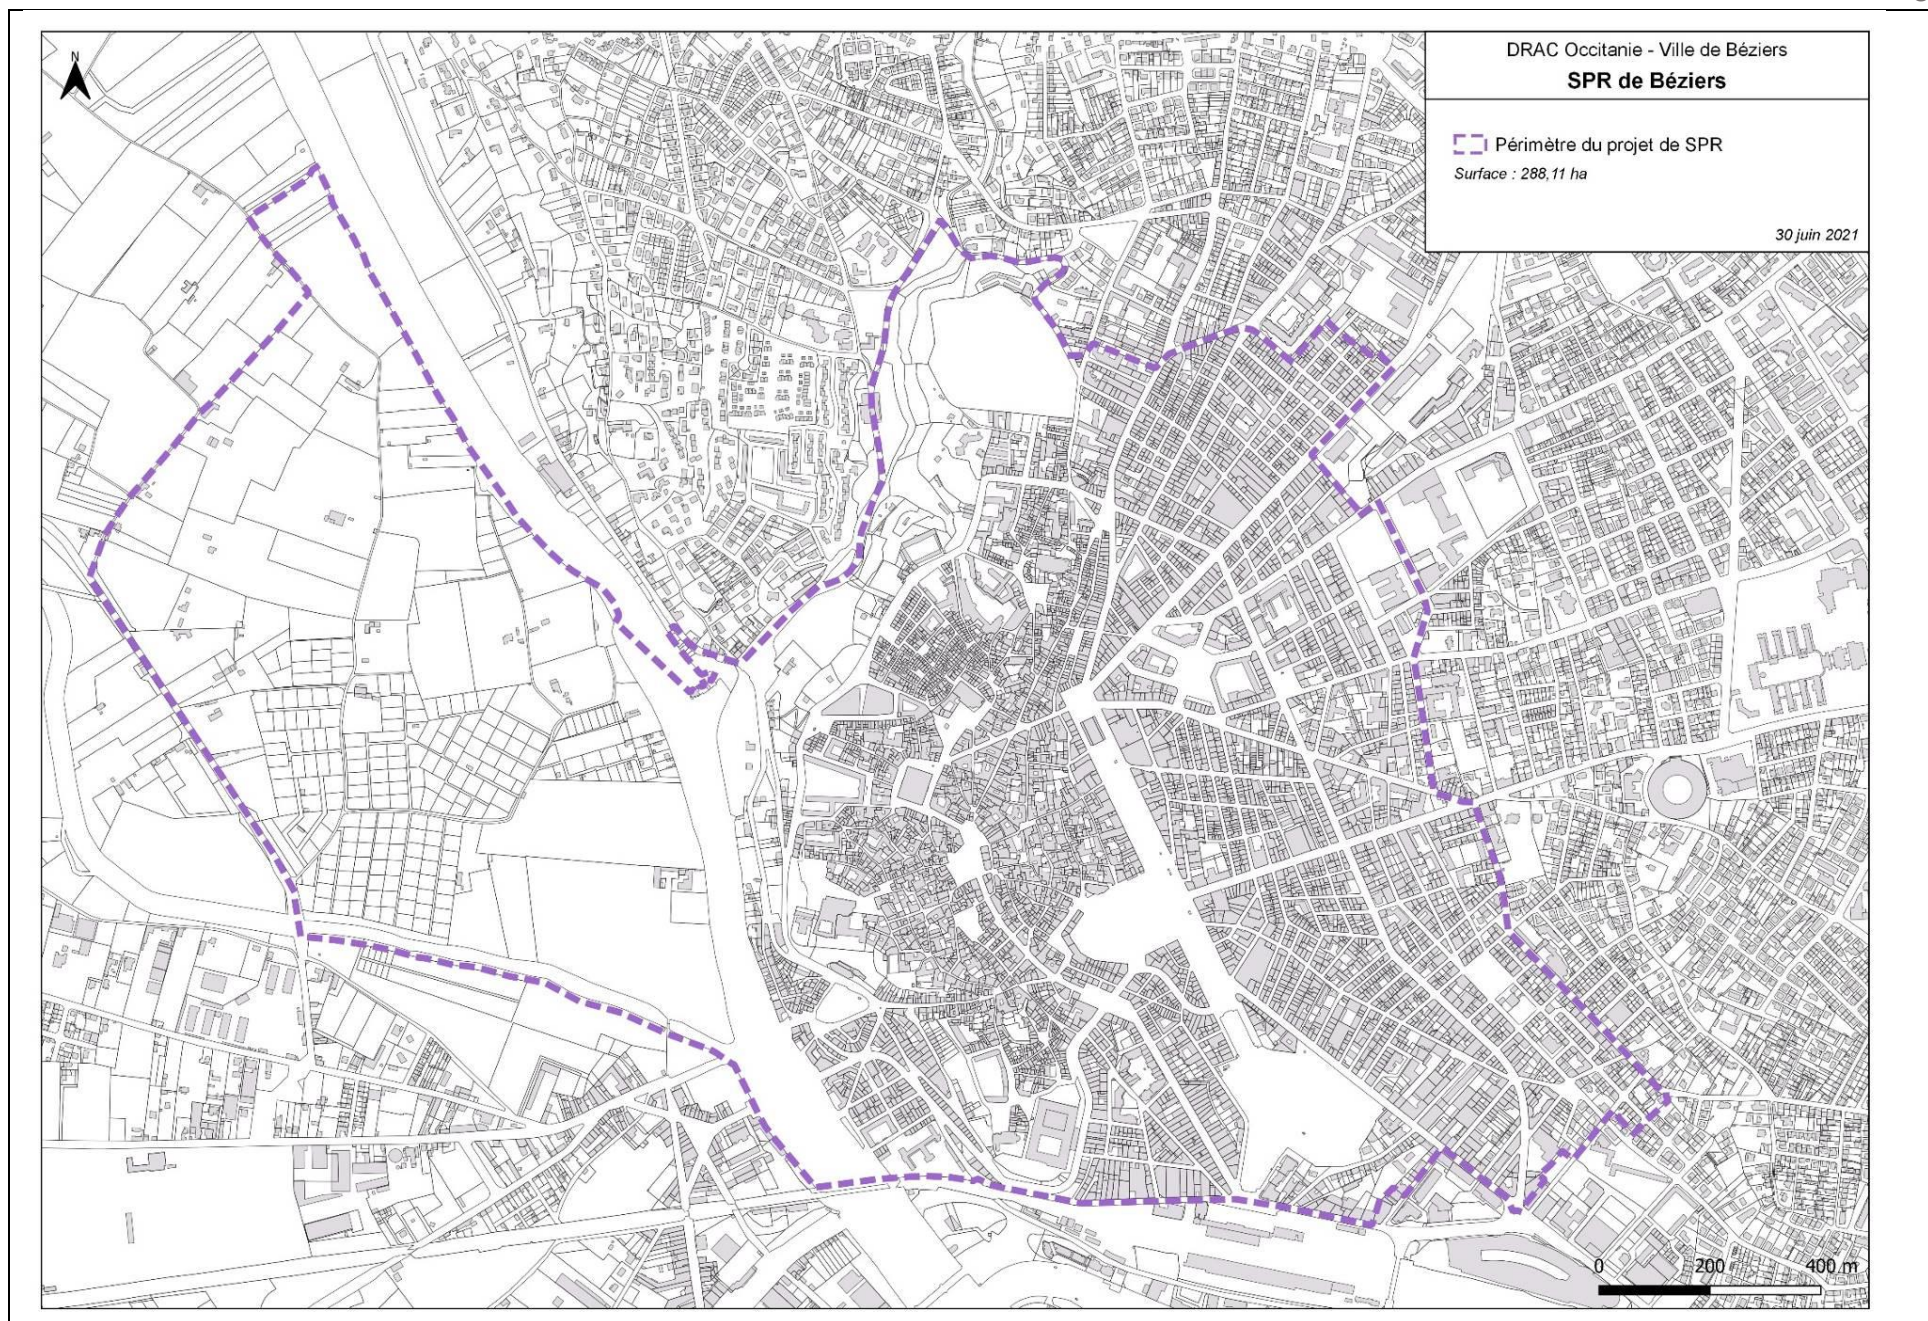 N
DRAC Occitanie - Ville de Béziers
SPR de Béziers
Périmètre du projet de SPR
Surface : 288,11 ha
30 juin 2021
0 200 400 m